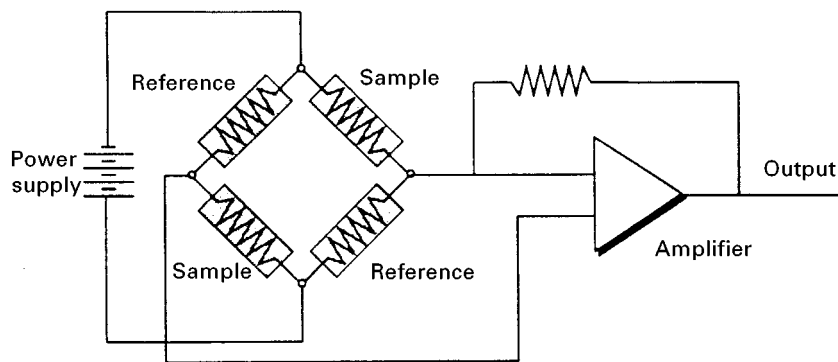 Reference
Sample
Power
supply
Output
Sample
Reference
Amplifier